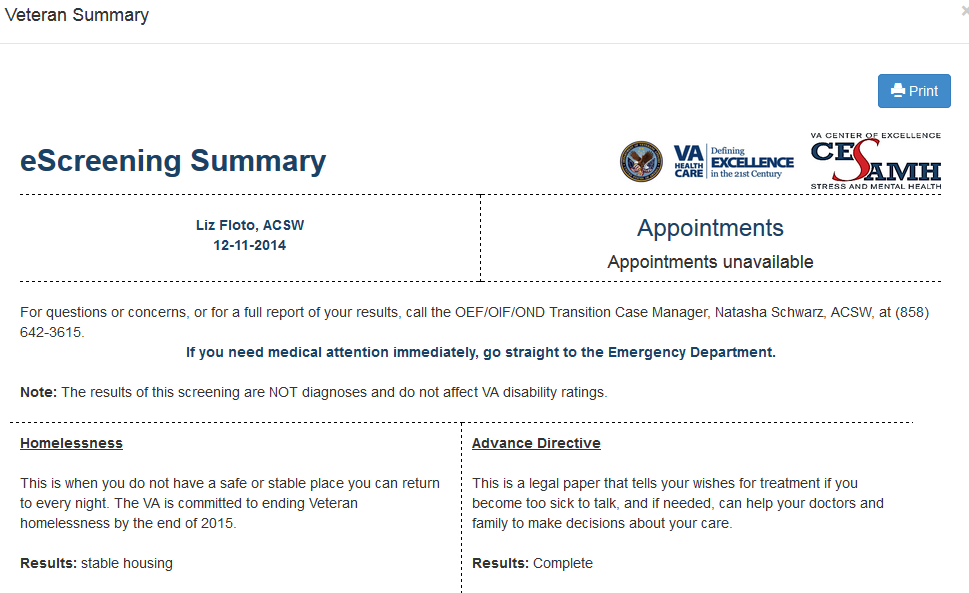 Veteran Summary
×
Print
eScreening Summary
VA
HEALTH
CARE
Defining
EXCELLENCE
in the 21st Century
VA CENTER OF EXCELLENCE
CESAMH
STRESS AND MENTAL HEALTH
Liz Floto, ACSW
12-11-2014
Appointments
Appointments unavailable
For questions or concerns, or for a full report of your results, call the OEF/OIF/OND Transition Case Manager, Natasha Schwarz, ACSW, at (858)
642-3615.
If you need medical attention immediately, go straight to the Emergency Department.
Note: The results of this screening are NOT diagnoses and do not affect VA disability ratings.
Homelessness
This is when you do not have a safe or stable place you can return
to every night. The VA is committed to ending Veteran
homelessness by the end of 2015.
Results: stable housing
Advance Directive
This is a legal paper that tells your wishes for treatment if you
become too sick to talk, and if needed, can help your doctors and
family to make decisions about your care.
Results: Complete